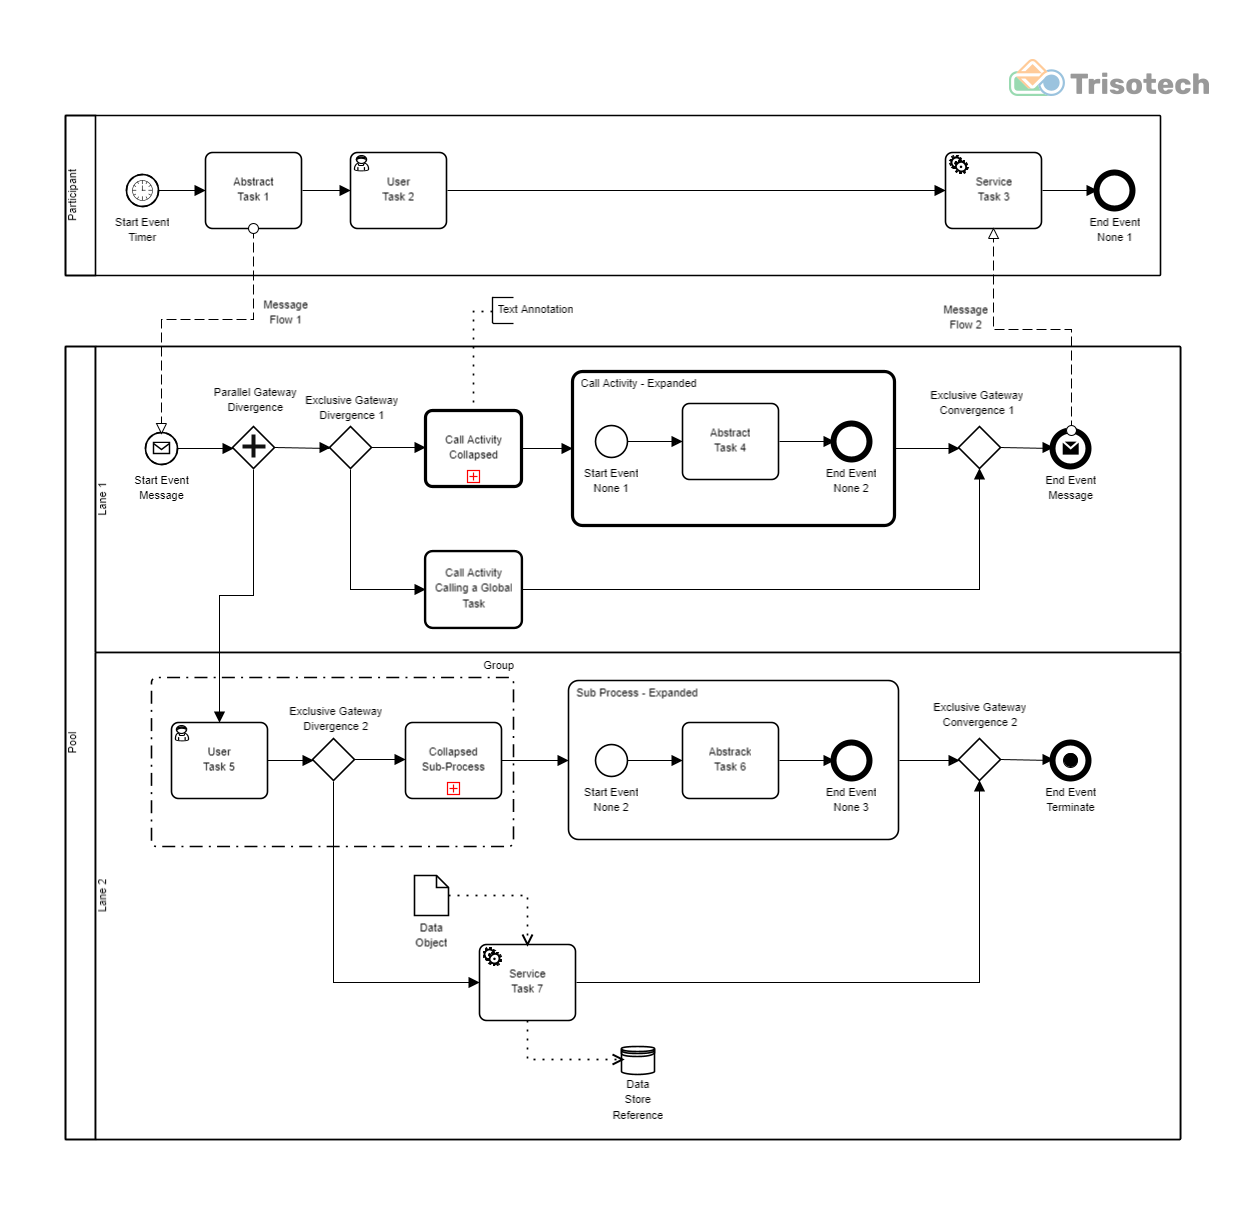 Trisotech
Participant
Abstract
Task 1
User
Task 2
Service
Task 3
Start Event
Timer
End Event
None 1
Message
Flow 1
Text Annotation
Message
Flow 2
Pool
Lane 1
Parallel Gateway
Divergence
Exclusive Gateway
Divergence 1
Call Activity
Collapsed
Call Activity - Expanded
Abstract
Task 4
Start Event
None 1
End Event
None 2
Exclusive Gateway
Convergence 1
Start Event
Message
End Event
Message
Call Activity
Calling a Global
Task
Lane 2
Group
User
Task 5
Exclusive Gateway
Divergence 2
Collapsed
Sub-Process
Sub Process - Expanded
Abstrack
Task 6
Start Event
None 2
End Event
None 3
Exclusive Gateway
Convergence 2
End Event
Terminate
Data
Object
Service
Task 7
Data
Store
Reference